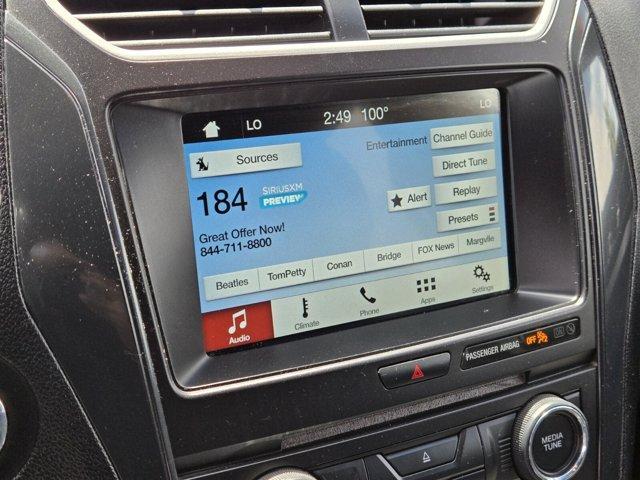 LO 2:49 100° LO
Sources
Entertainment
Channel Guide
Direct Tune
184
SIRIUSXM
PREVIEW
Alert
Replay
Presets
Great Offer Now!
844-711-8800
Beatles TomPetty Conan Bridge FOX News Margville
Audio Climate Phone Apps Settings
PASSENGER AIRBAG OFF
MEDIA
TUNE